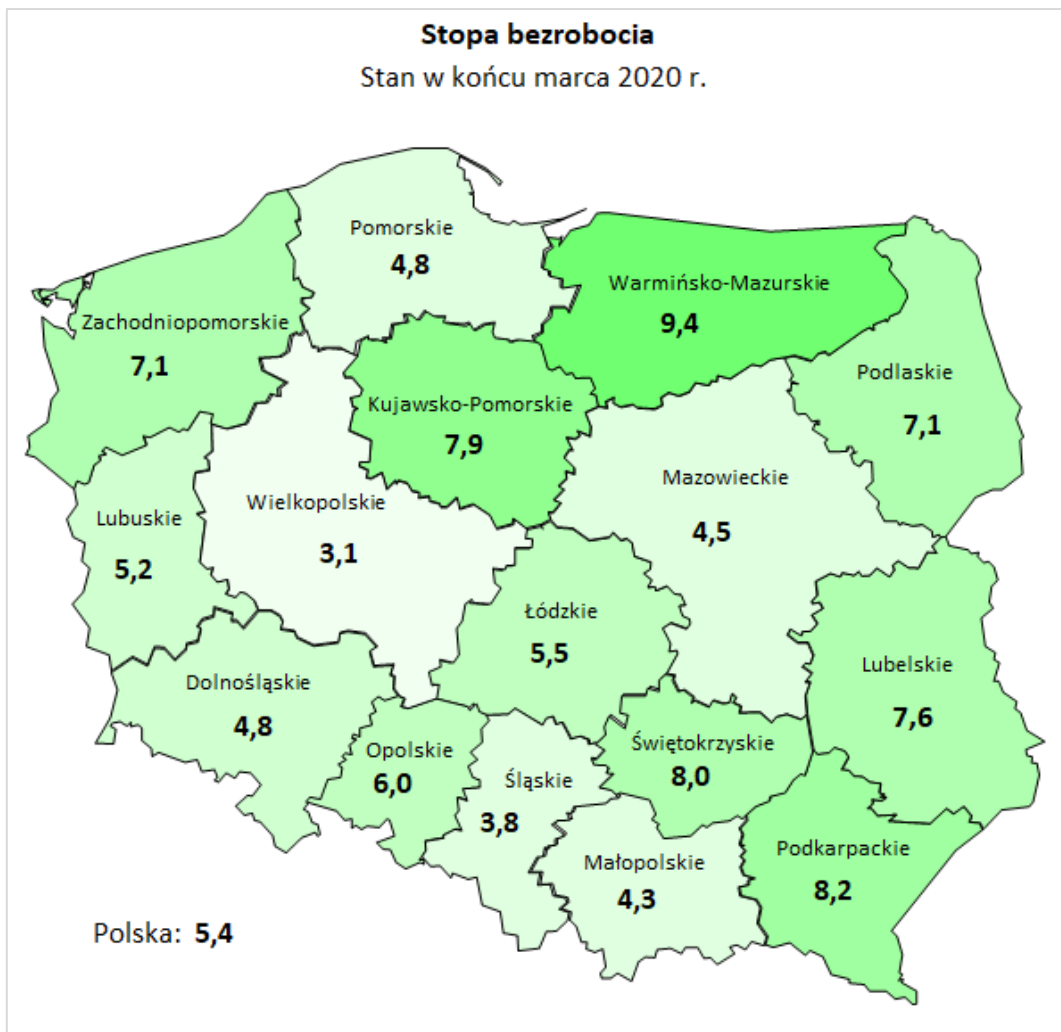 Stopa bezrobocia
Stan w końcu marca 2020 r.
Pomorskie
4,8
Warmińsko-Mazurskie
9,4
Zachodniopomorskie
7,1
Podlaskie
7,1
Kujawsko-Pomorskie
7,9
Mazowieckie
4,5
Wielkopolskie
3,1
Lubuskie
5,2
Łódzkie
5,5
Lubelskie
7,6
Dolnośląskie
4,8
Opolskie
6,0
Śląskie
3,8
Świętokrzyskie
8,0
Małopolskie
4,3
Podkarpackie
8,2
Polska: 5,4